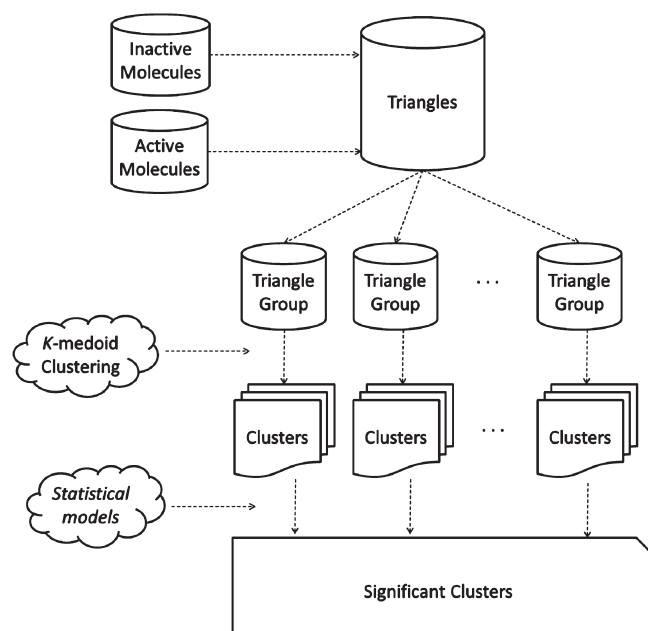 Inactive
Molecules
Triangles
Active
Molecules
Triangle
Group
Triangle
Group
...
Triangle
Group
K-medoid
Clustering
Clusters
Clusters
...
Clusters
Statistical
models
Significant Clusters